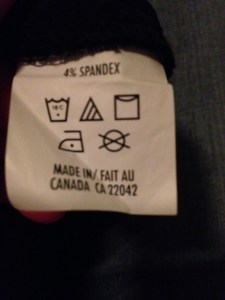 4% SPANDEX
MADE IN/ FAIT AU
CANADA CA 22042